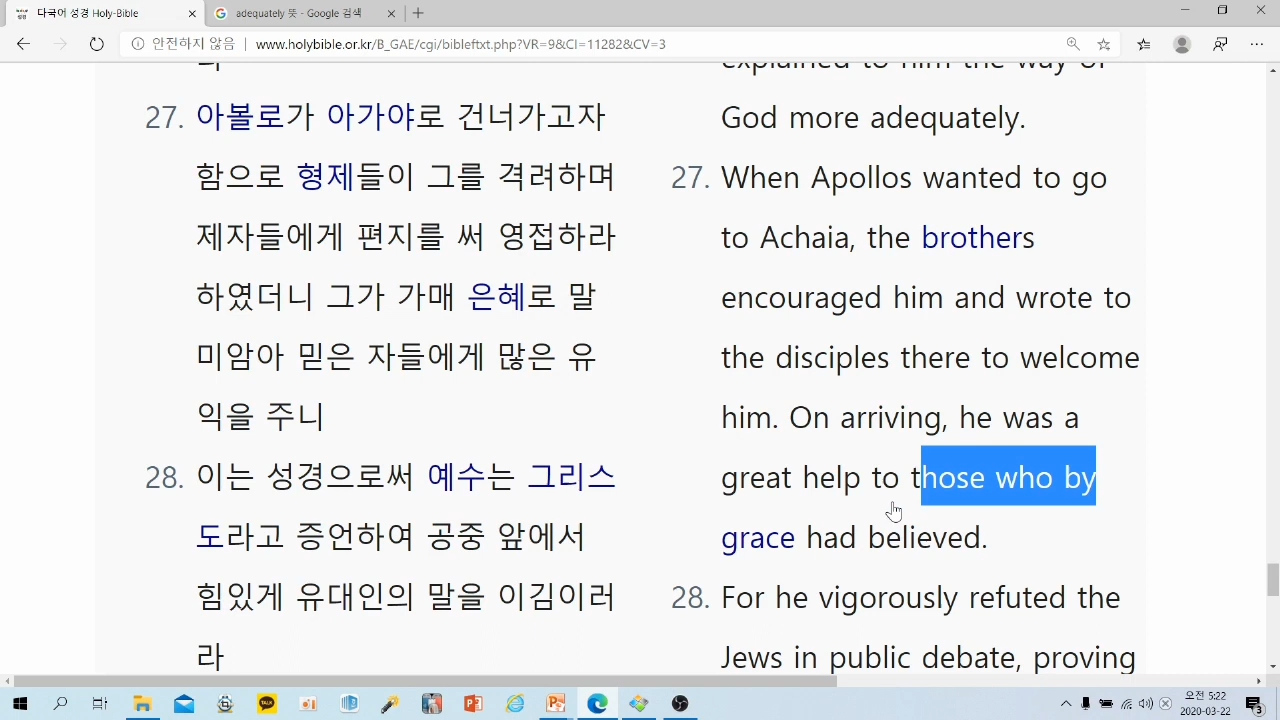 다국어 성경 Holy-Bible
adequately 뜻 - Google 검색
안전하지 않음
www.holybible.or.kr/B_GAE/cgi/bibleftxt.php?VR=9&CI=11282&CV=3
27. 아볼로가 아가야로 건너가고자
함으로 형제들이 그를 격려하며
제자들에게 편지를 써 영접하라
하였더니 그가 가매 은혜로 말
미암아 믿은 자들에게 많은 유
익을 주니
28. 이는 성경으로써 예수는 그리스
도라고 증언하여 공중 앞에서
힘있게 유대인의 말을 이김이러
라
explained to him the way of
God more adequately.
27. When Apollos wanted to go
to Achaia, the brothers
encouraged him and wrote to
the disciples there to welcome
him. On arriving, he was a
great help to those who by
grace had believed.
28. For he vigorously refuted the
Jews in public debate, proving
TALK
오전 5:22
2020-03-22
3